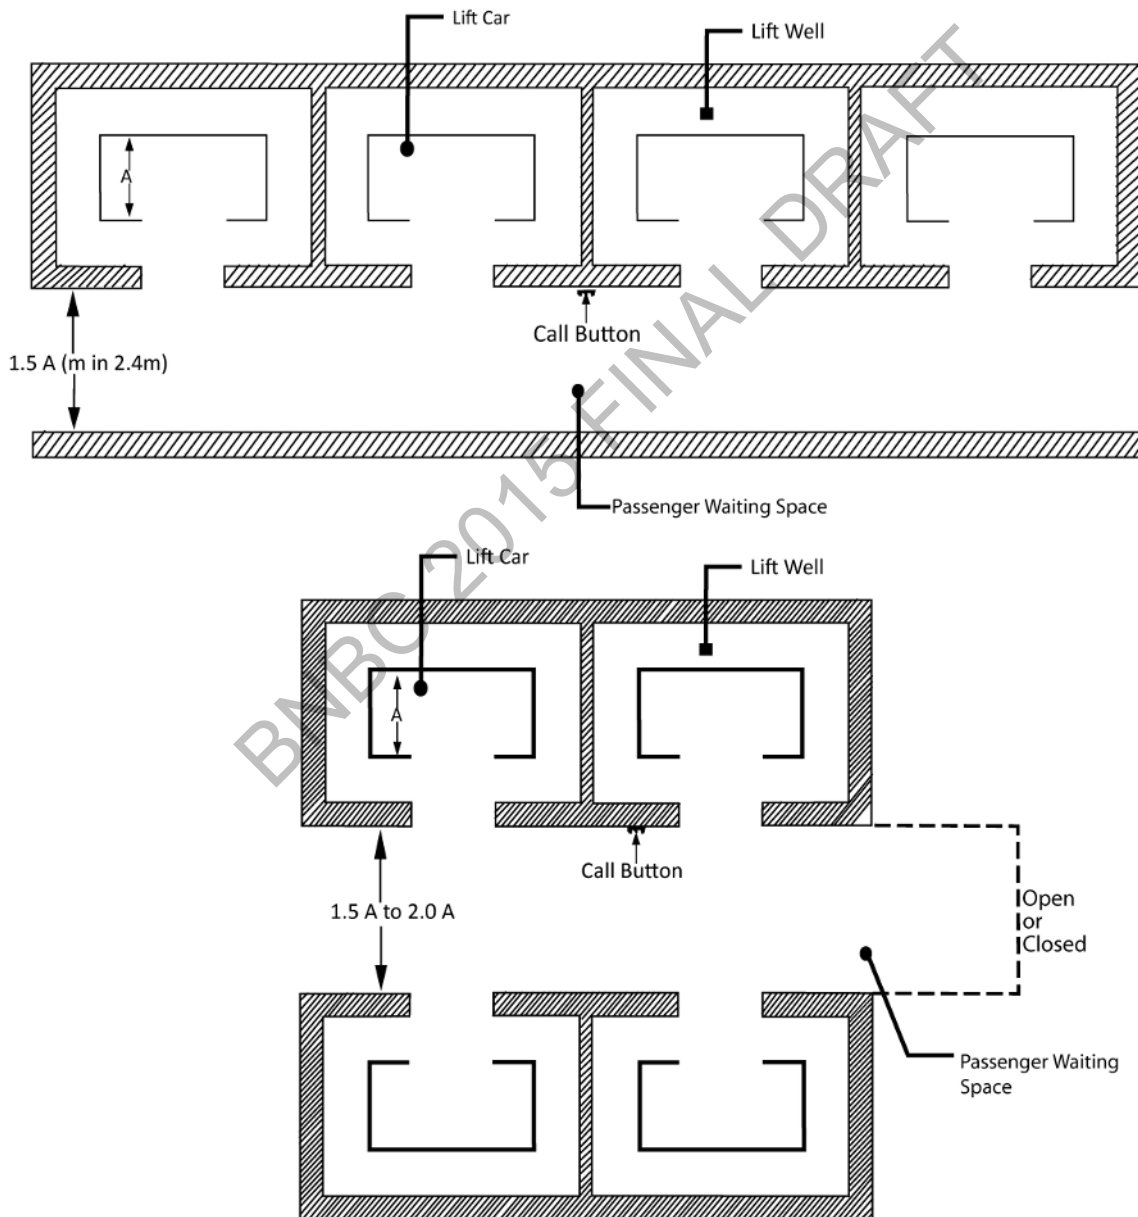 Lift Car
Lift Well
A
Call Button
1.5 A (m in 2.4m)
Passenger Waiting Space
BNBC 2015 FINAL DRAFT
Lift Car
Lift Well
A
Call Button
1.5 A to 2.0 A
Open
or
Closed
Passenger Waiting
Space